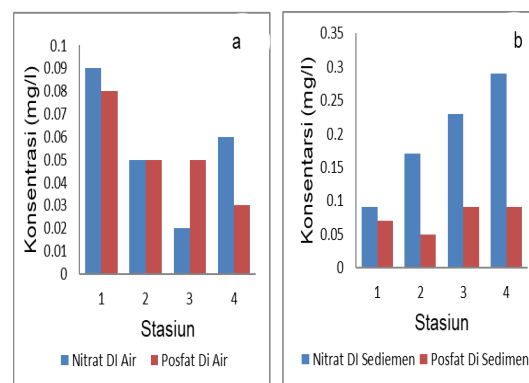 a
Konsentrasi (mg/l)
0.1
0.09
0.08
0.07
0.06
0.05
0.04
0.03
0.02
0.01
0
1 2 3 4
Stasiun
Nitrat DI Air Posfat Di Air
b
Konsentarsi (mg/l)
0.35
0.3
0.25
0.2
0.15
0.1
0.05
0
1 2 3 4
Stasiun
Nitrat DI Sediemen Posfat Di Sedimen